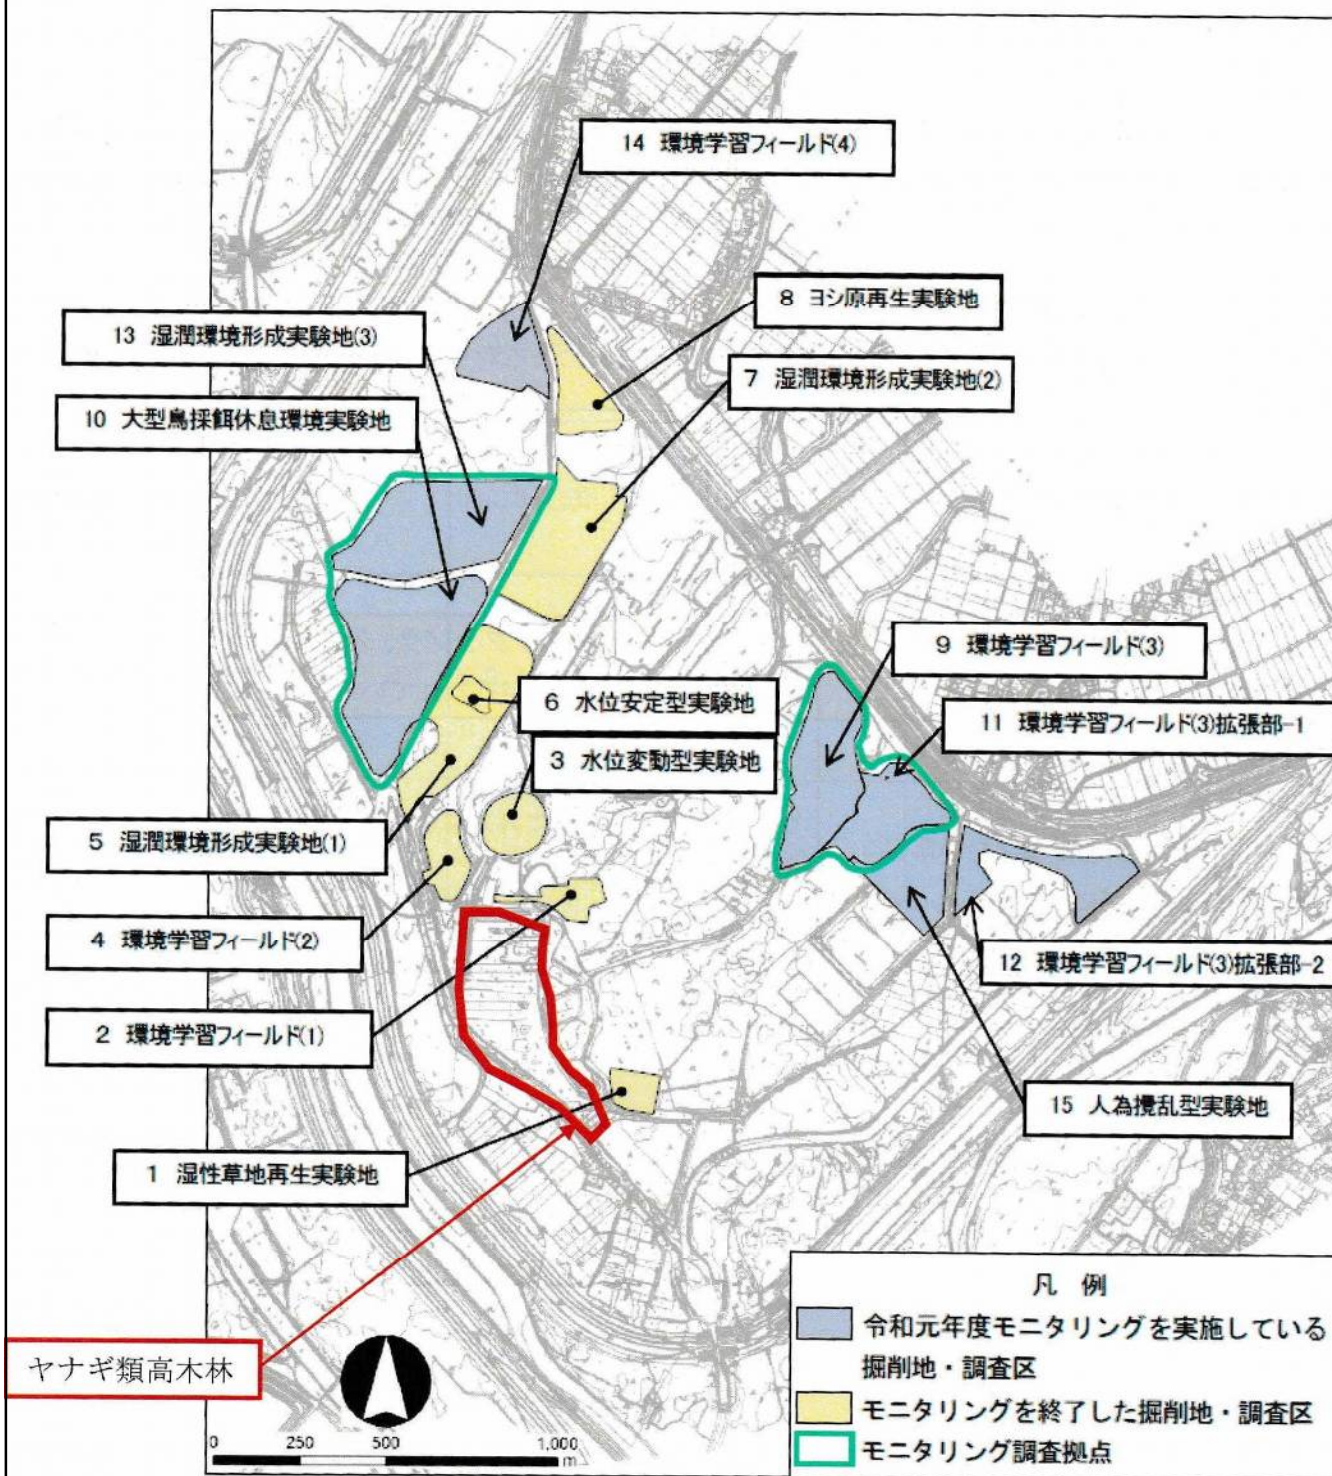 14 環境学習フィールド(4)
8 ヨシ原再生実験地
13 湿潤環境形成実験地(3)
7 湿潤環境形成実験地(2)
10 大型鳥採餌休息環境実験地
9 環境学習フィールド(3)
6 水位安定型実験地
11 環境学習フィールド(3)拡張部-1
3 水位変動型実験地
5 湿潤環境形成実験地(1)
4 環境学習フィールド(2)
12 環境学習フィールド(3)拡張部-2
2 環境学習フィールド(1)
15 人為攪乱型実験地
1 湿性草地再生実験地
ヤナギ類高木林
凡 例
令和元年度モニタリングを実施している
掘削地・調査区
モニタリングを終了した掘削地・調査区
モニタリング調査拠点
0 250 500 1,000
m